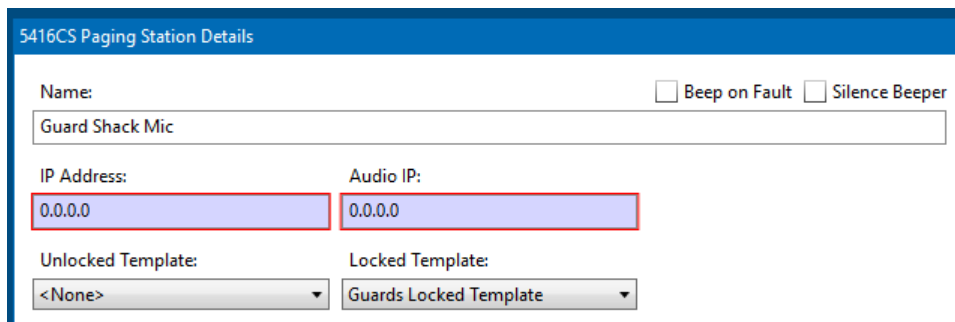 5416CS Paging Station Details
Name:
Beep on Fault
Silence Beeper
Guard Shack Mic
IP Address:
Audio IP:
0.0.0.0
0.0.0.0
Unlocked Template:
Locked Template:
<None>
Guards Locked Template